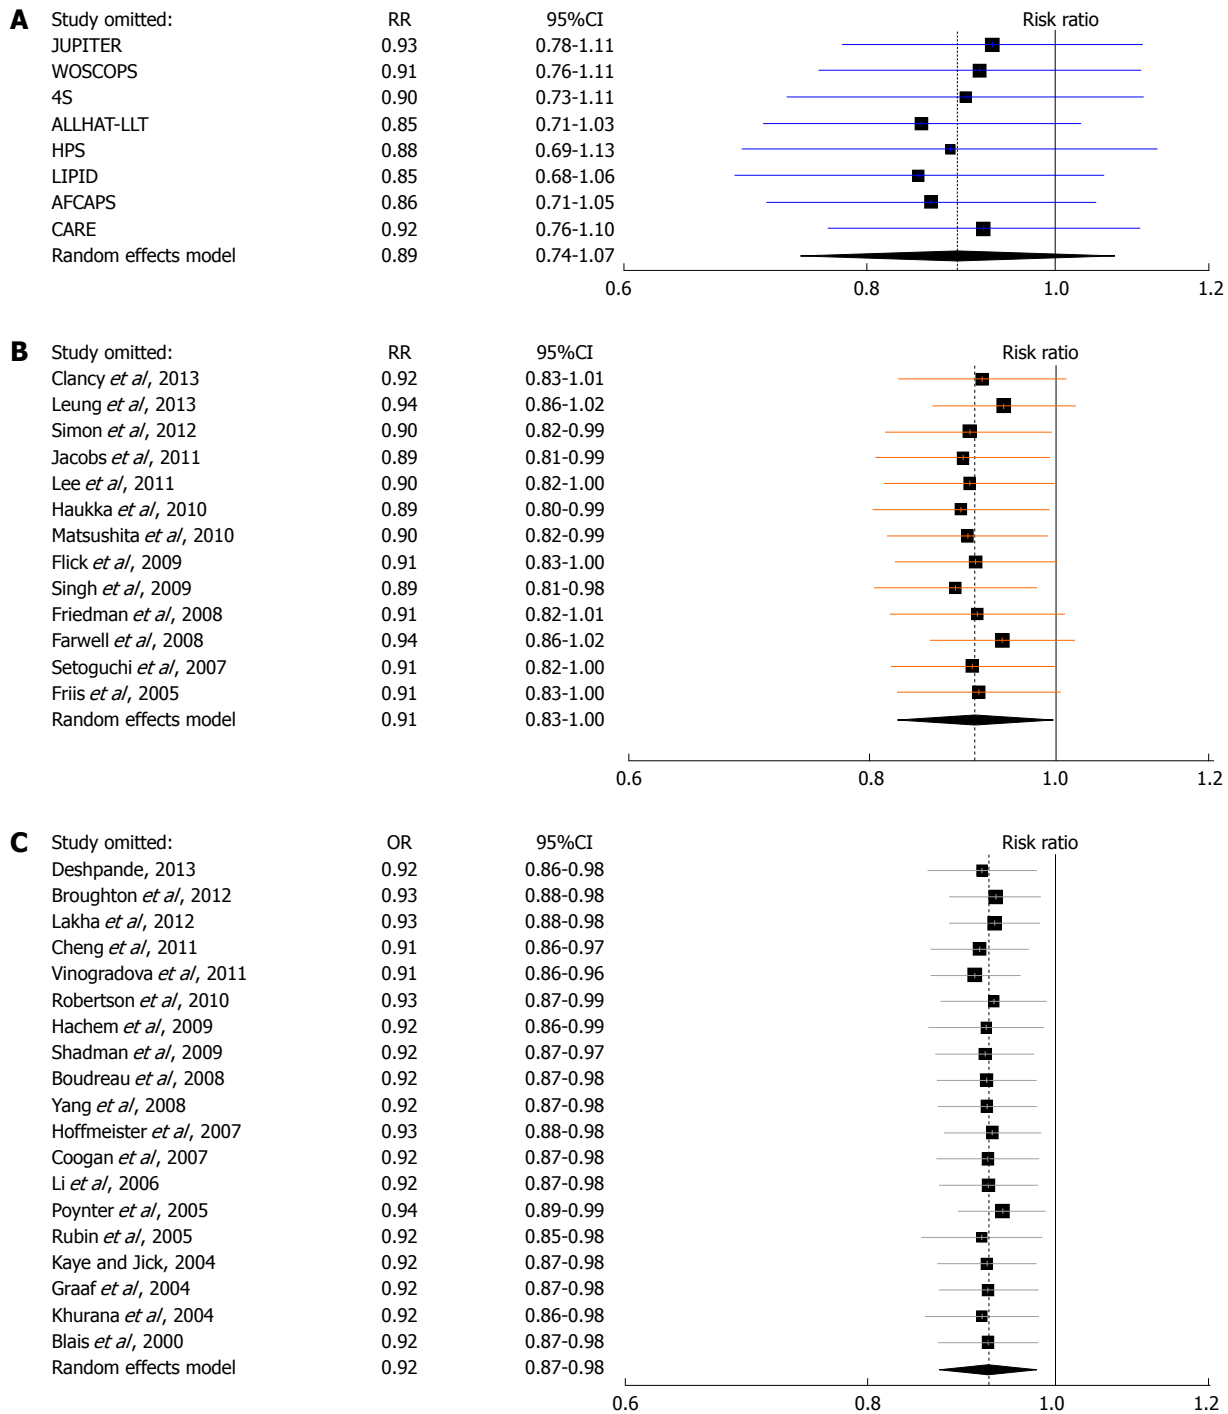 A Study omitted: RR 95%CI Risk ratio
JUPITER 0.93 0.78-1.11
WOSCOPS 0.91 0.76-1.11
4S 0.90 0.73-1.11
ALLHAT-LLT 0.85 0.71-1.03
HPS 0.88 0.69-1.13
LIPID 0.85 0.68-1.06
AFCAPS 0.86 0.71-1.05
CARE 0.92 0.76-1.10
Random effects model 0.89 0.74-1.07
0.6 0.8 1.0 1.2
B Study omitted: RR 95%CI Risk ratio
Clancy et al, 2013 0.92 0.83-1.01
Leung et al, 2013 0.94 0.86-1.02
Simon et al, 2012 0.90 0.82-0.99
Jacobs et al, 2011 0.89 0.81-0.99
Lee et al, 2011 0.90 0.82-1.00
Haukka et al, 2010 0.89 0.80-0.99
Matsushita et al, 2010 0.90 0.82-0.99
Flick et al, 2009 0.91 0.83-1.00
Singh et al, 2009 0.89 0.81-0.98
Friedman et al, 2008 0.91 0.82-1.01
Farwell et al, 2008 0.94 0.86-1.02
Setoguchi et al, 2007 0.91 0.82-1.00
Friis et al, 2005 0.91 0.83-1.00
Random effects model 0.91 0.83-1.00
0.6 0.8 1.0 1.2
C Study omitted: OR 95%CI Risk ratio
Deshpande, 2013 0.92 0.86-0.98
Broughton et al, 2012 0.93 0.88-0.98
Lakha et al, 2012 0.93 0.88-0.98
Cheng et al, 2011 0.91 0.86-0.97
Vinogradova et al, 2011 0.91 0.86-0.96
Robertson et al, 2010 0.93 0.87-0.99
Hachem et al, 2009 0.92 0.86-0.99
Shadman et al, 2009 0.92 0.87-0.97
Boudreau et al, 2008 0.92 0.87-0.98
Yang et al, 2008 0.92 0.87-0.98
Hoffmeister et al, 2007 0.93 0.88-0.98
Coogan et al, 2007 0.92 0.87-0.98
Li et al, 2006 0.92 0.87-0.98
Poynter et al, 2005 0.94 0.89-0.99
Rubin et al, 2005 0.92 0.85-0.98
Kaye and Jick, 2004 0.92 0.87-0.98
Graaf et al, 2004 0.92 0.87-0.98
Khurana et al, 2004 0.92 0.86-0.98
Blais et al, 2000 0.92 0.87-0.98
Random effects model 0.92 0.87-0.98
0.6 0.8 1.0 1.2